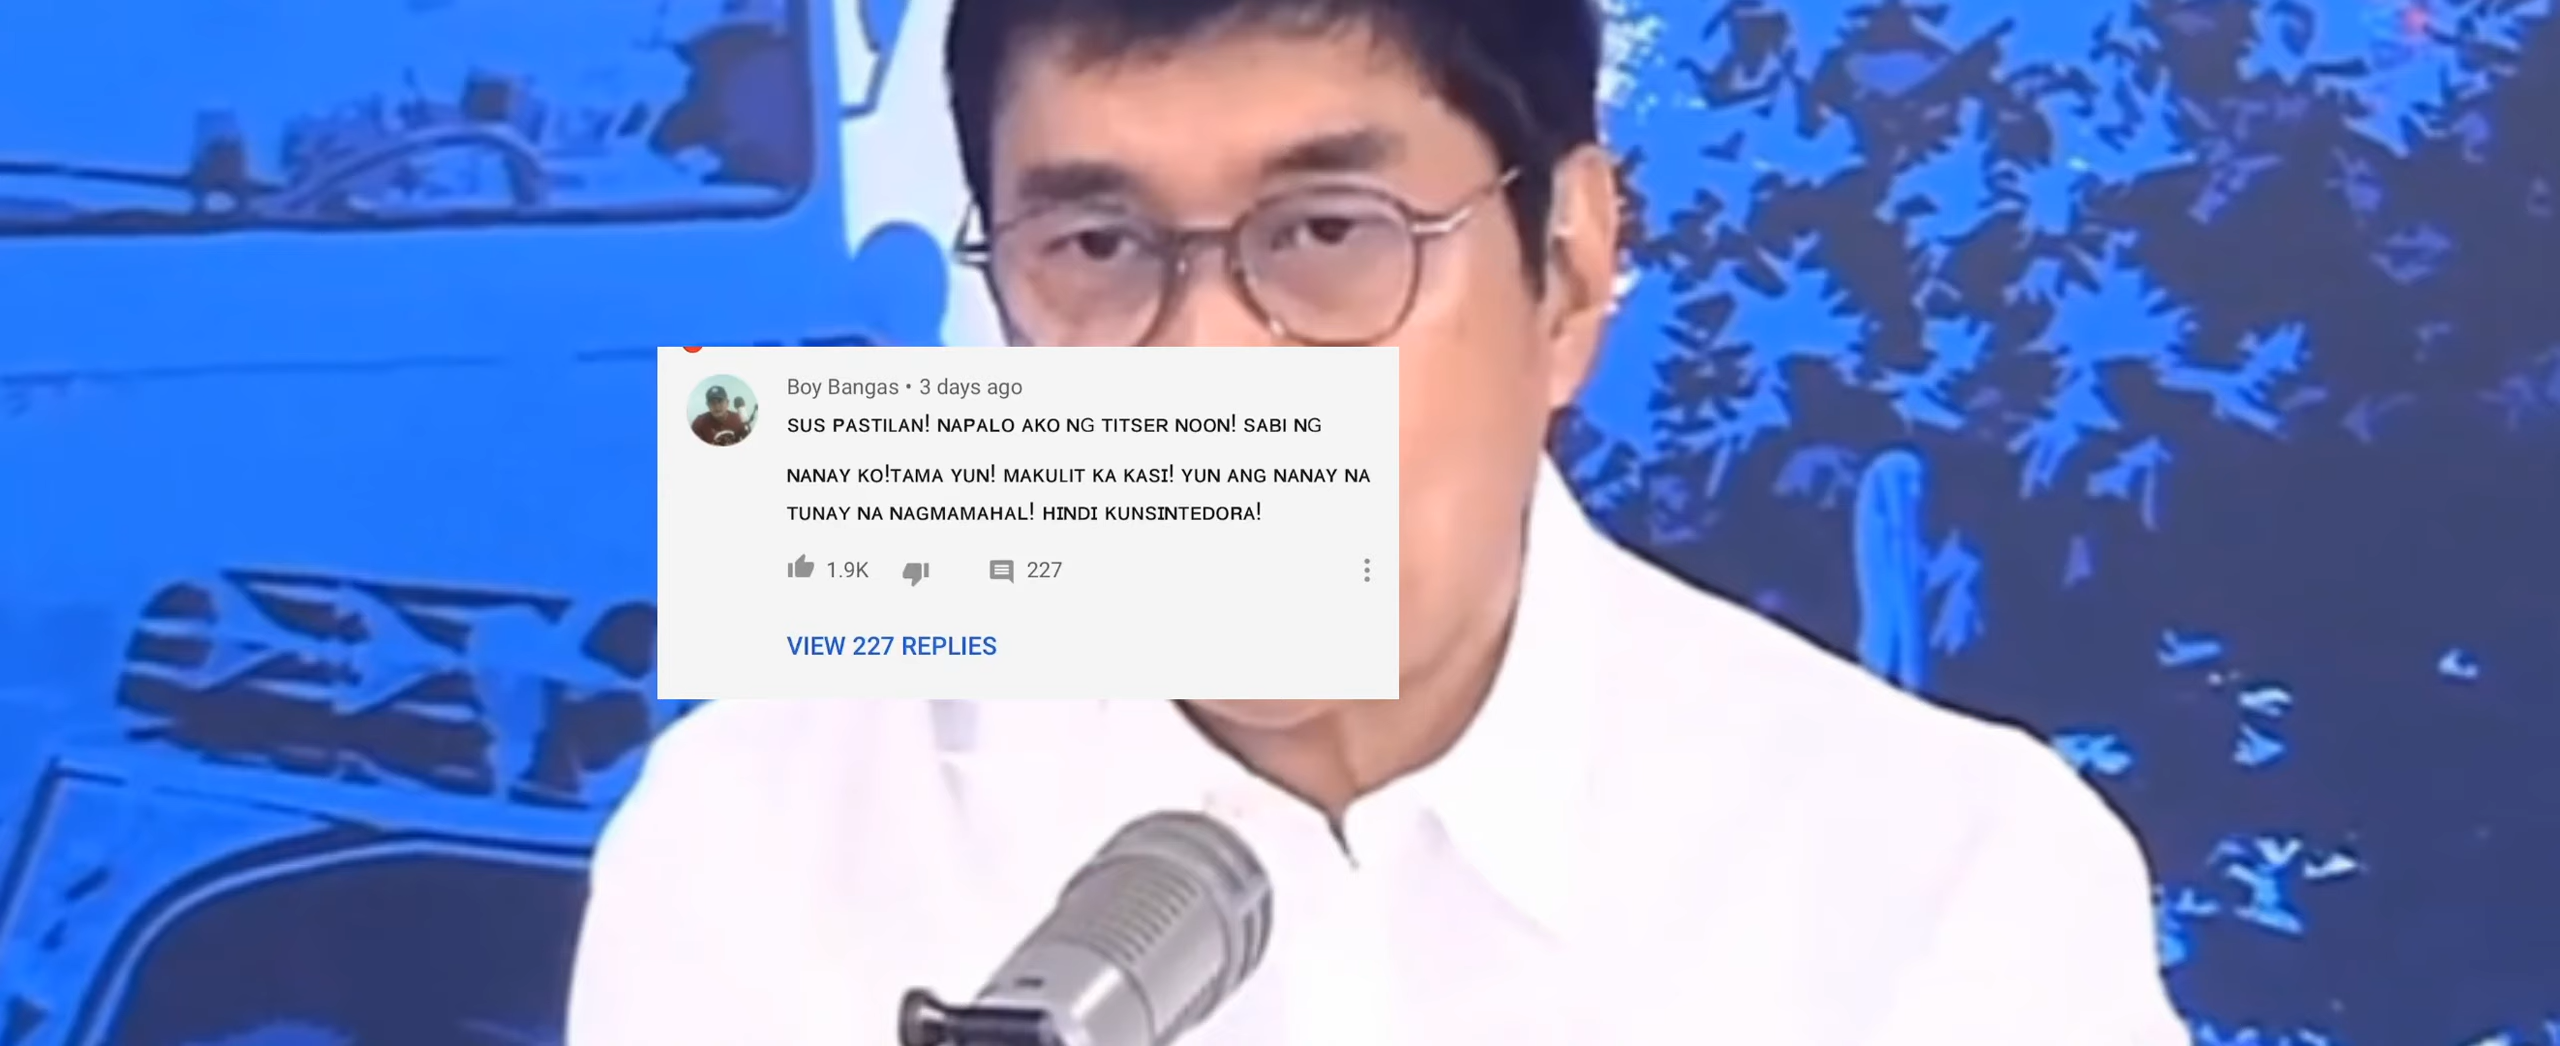 Boy Bangas • 3 days ago
SUS PASTILAN! NAPALO AKO NG TITSER NOON! SABI NG
NANAY KO!TAMA YUN! MAKULIT KA KASI! YUN ANG NANAY NA
TUNAY NA NAGMAMAHAL! HINDI KUNSINTEDORA!
1.9K 227
VIEW 227 REPLIES